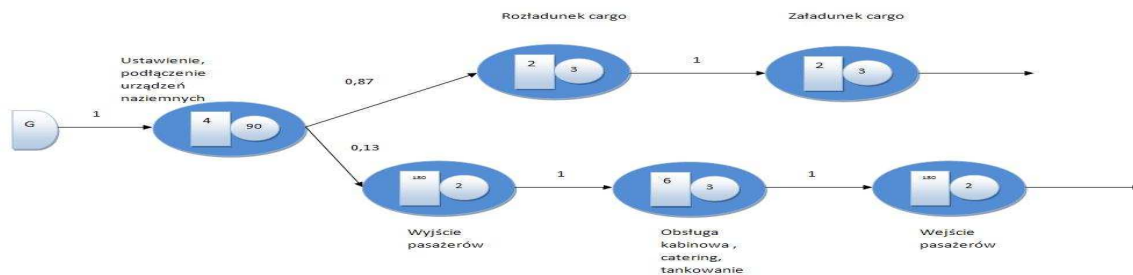 Rozładunek cargo
Załadunek cargo
Ustawienie,
podłączenie
urządzeń
naziemnych
2
3
1
2
3
0,87
G
1
4
90
0,13
180
2
1
6
3
1
180
2
Wyjście
pasażerów
Obsługa
kabinowa ,
catering,
tankowanie
Wejście
pasażerów